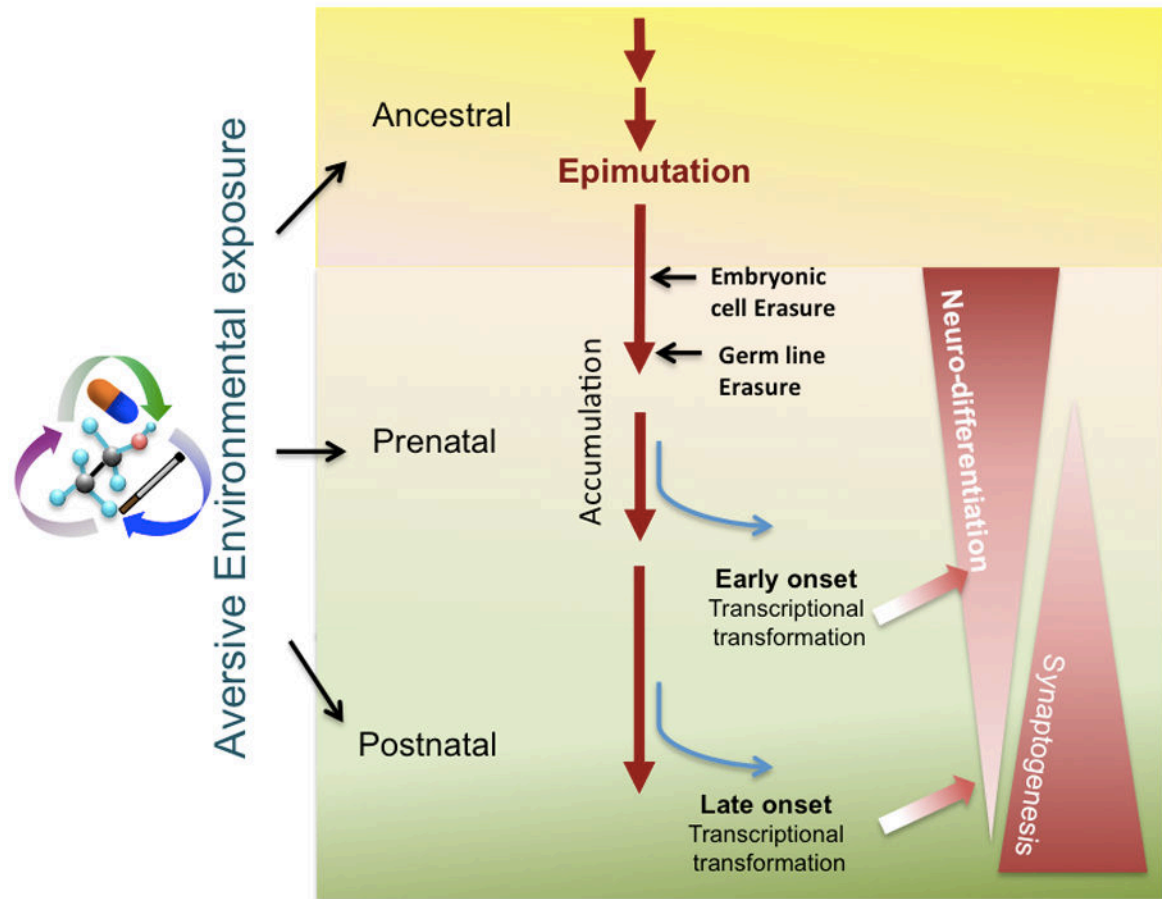 Aversive Environmental exposure
Ancestral
Epimutation
Embryonic
cell Erasure
Germ line
Erasure
Accumulation
Prenatal
Early onset
Transcriptional
transformation
Postnatal
Late onset
Transcriptional
transformation
Neuro-differentiation
Synaptogenesis